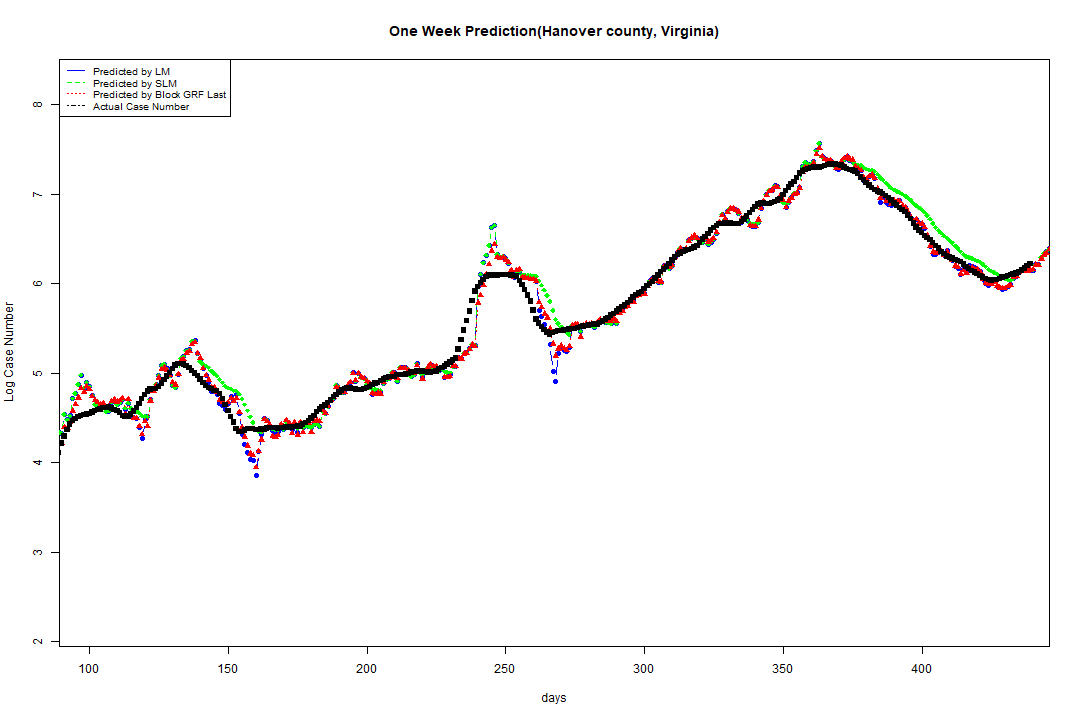 One Week Prediction(Hanover county, Virginia)
Predicted by LM
Predicted by SLM
Predicted by Block GRF Last
Actual Case Number
Log Case Number
8
7
6
5
4
3
2
100 150 200 250 300 350 400
days